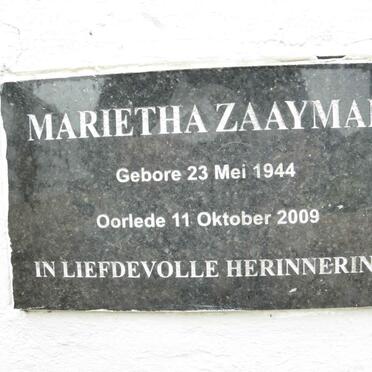 MARIETHA ZAAYMA
Gebore 23 Mei 1944
Oorlede 11 Oktober 2009
IN LIEFDEVOLLE HERINNERIN